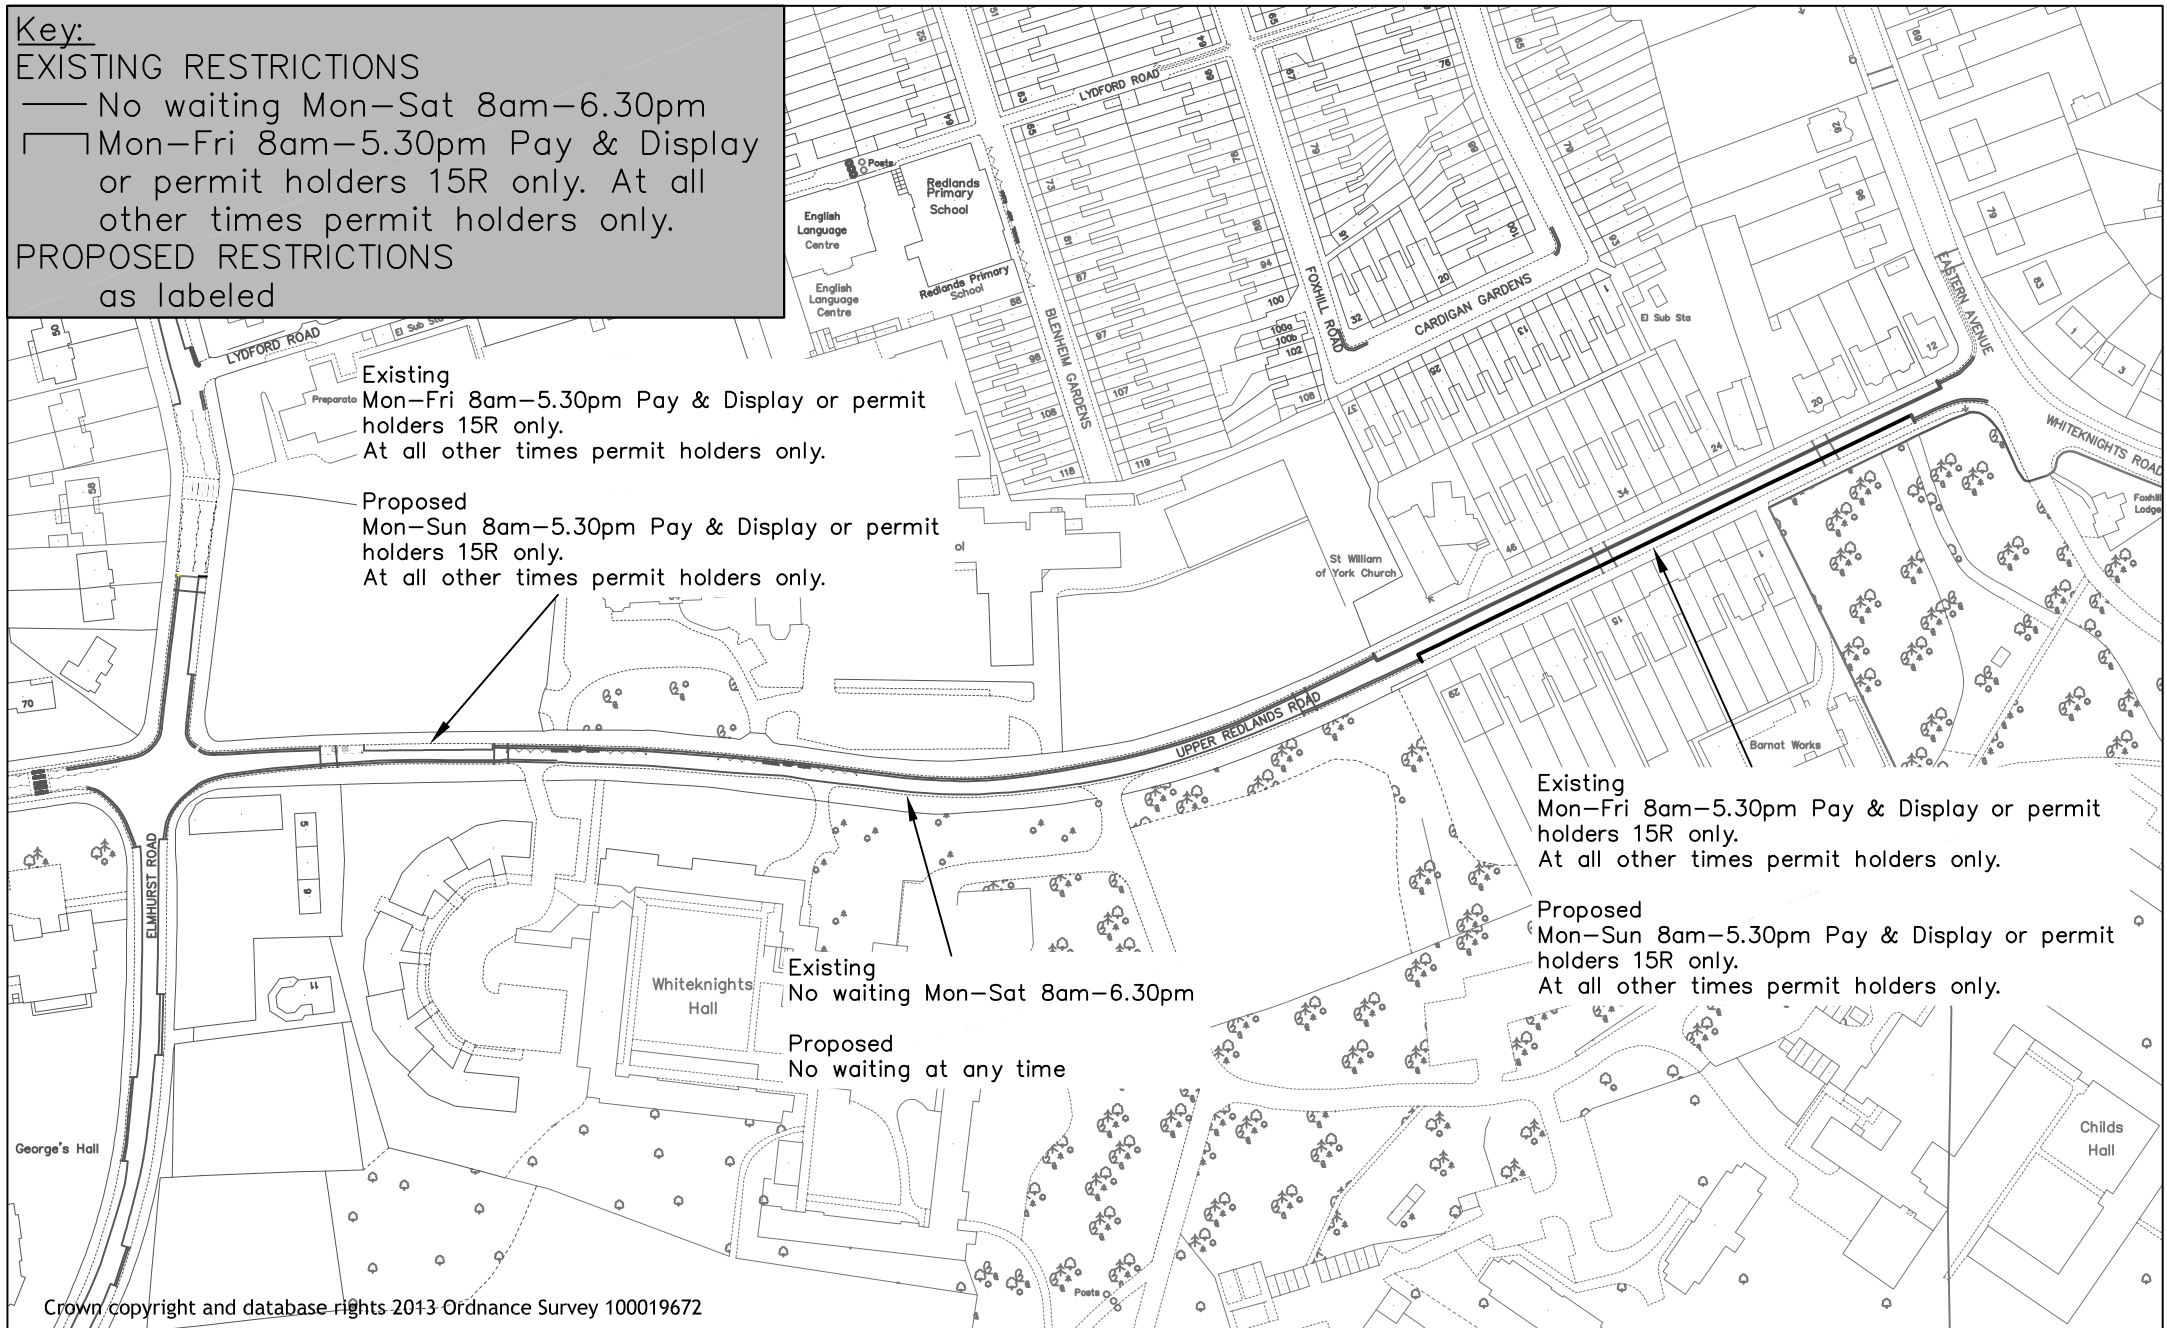 Key:
EXISTING RESTRICTIONS
No waiting Mon-Sat 8am-6.30pm
Mon-Fri 8am-5.30pm Pay & Display
or permit holders 15R only. At all
other times permit holders only.
PROPOSED RESTRICTIONS
as labeled
LYDFORD ROAD
Posts
Redlands
Primary
School
English
Language
Centre
Redlands Primary
School
English
Language
Centre
BLENHEIM GARDENS
FOXHILL ROAD
CARDIGAN GARDENS
EASTERN AVENUE
WHITEKNIGHTS ROAD
El Sub Sta
Foxhill
Lodge
LYDFORD ROAD
El Sub Sta
Existing
Mon-Fri 8am-5.30pm Pay & Display or permit
holders 15R only.
At all other times permit holders only.
Proposed
Mon-Sun 8am-5.30pm Pay & Display or permit
holders 15R only.
At all other times permit holders only.
St William
of York Church
UPPER REDLANDS ROAD
Barnat Works
Existing
Mon-Fri 8am-5.30pm Pay & Display or permit
holders 15R only.
At all other times permit holders only.
Proposed
Mon-Sun 8am-5.30pm Pay & Display or permit
holders 15R only.
At all other times permit holders only.
ELMHURST ROAD
Whiteknights
Hall
Existing
No waiting Mon-Sat 8am-6.30pm
Proposed
No waiting at any time
George's Hall
Childs
Hall
Posts
Crown copyright and database rights 2013 Ordnance Survey 100019672